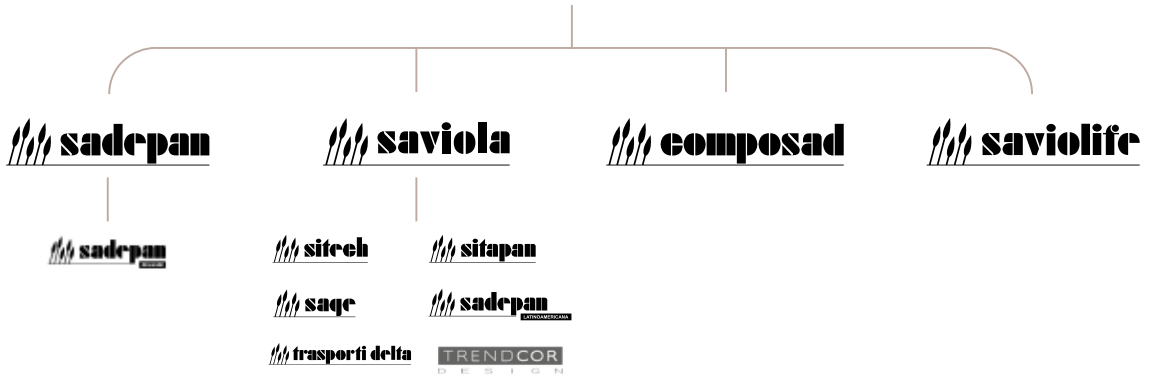 sadepan
saviola
composad
saviolife
sadepan
sitech
sitapan
sage
sadepan
LATINOAMERICANA
trasporti delta
TRENDCOR
DESIGN